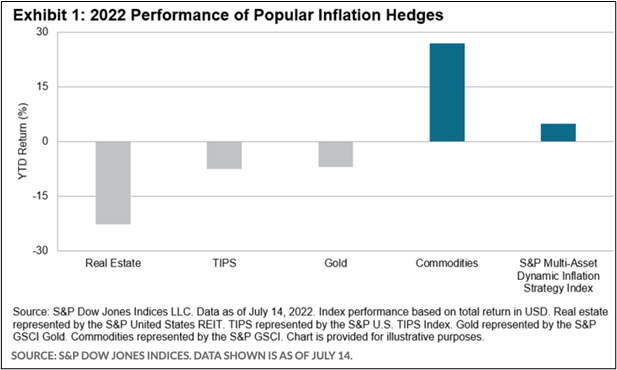 Exhibit 1: 2022 Performance of Popular Inflation Hedges
30
15
0
-15
-30
YTD Return (%)
Real Estate
TIPS
Gold
Commodities
S&P Multi-Asset
Dynamic Inflation
Strategy Index
Source: S&P Dow Jones Indices LLC. Data as of July 14, 2022. Index performance based on total return in USD. Real estate
represented by the S&P United States REIT. TIPS represented by the S&P U.S. TIPS Index. Gold represented by the S&P
GSCI Gold. Commodities represented by the S&P GSCI. Chart is provided for illustrative purposes.
SOURCE: S&P DOW JONES INDICES. DATA SHOWN IS AS OF JULY 14.